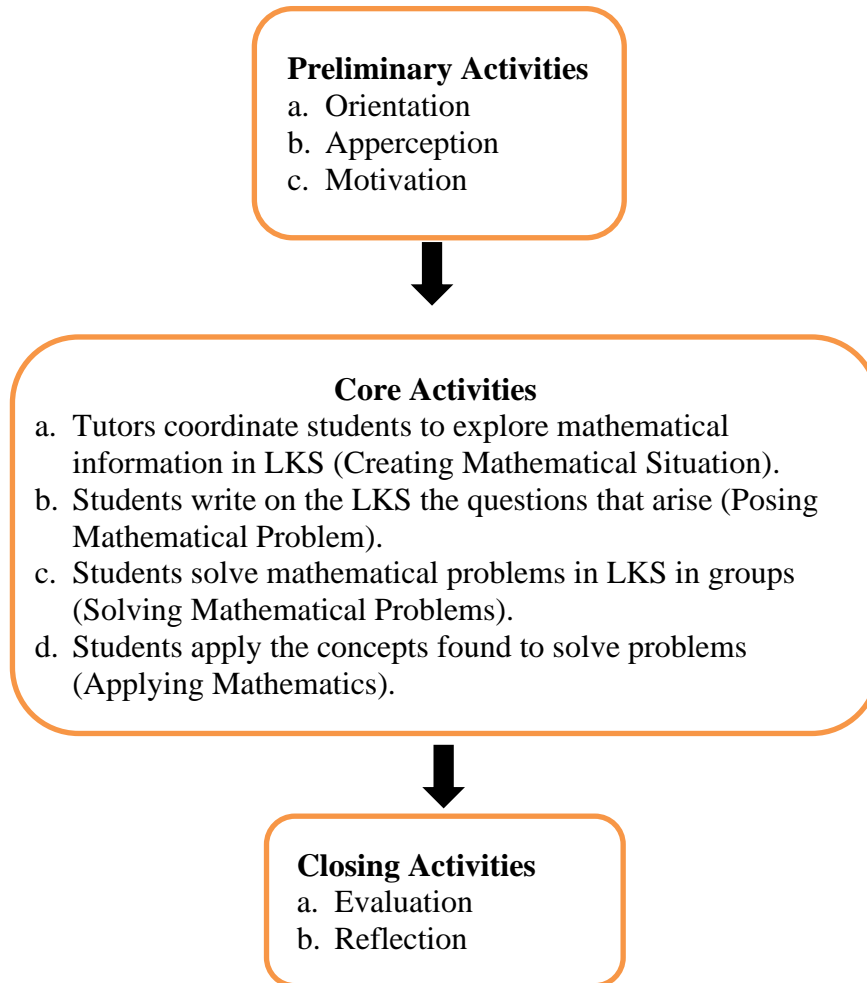 Preliminary Activities
a. Orientation
b. Apperception
c. Motivation
Core Activities
a. Tutors coordinate students to explore mathematical
information in LKS (Creating Mathematical Situation).
b. Students write on the LKS the questions that arise (Posing
Mathematical Problem).
c. Students solve mathematical problems in LKS in groups
(Solving Mathematical Problems).
d. Students apply the concepts found to solve problems
(Applying Mathematics).
Closing Activities
a. Evaluation
b. Reflection